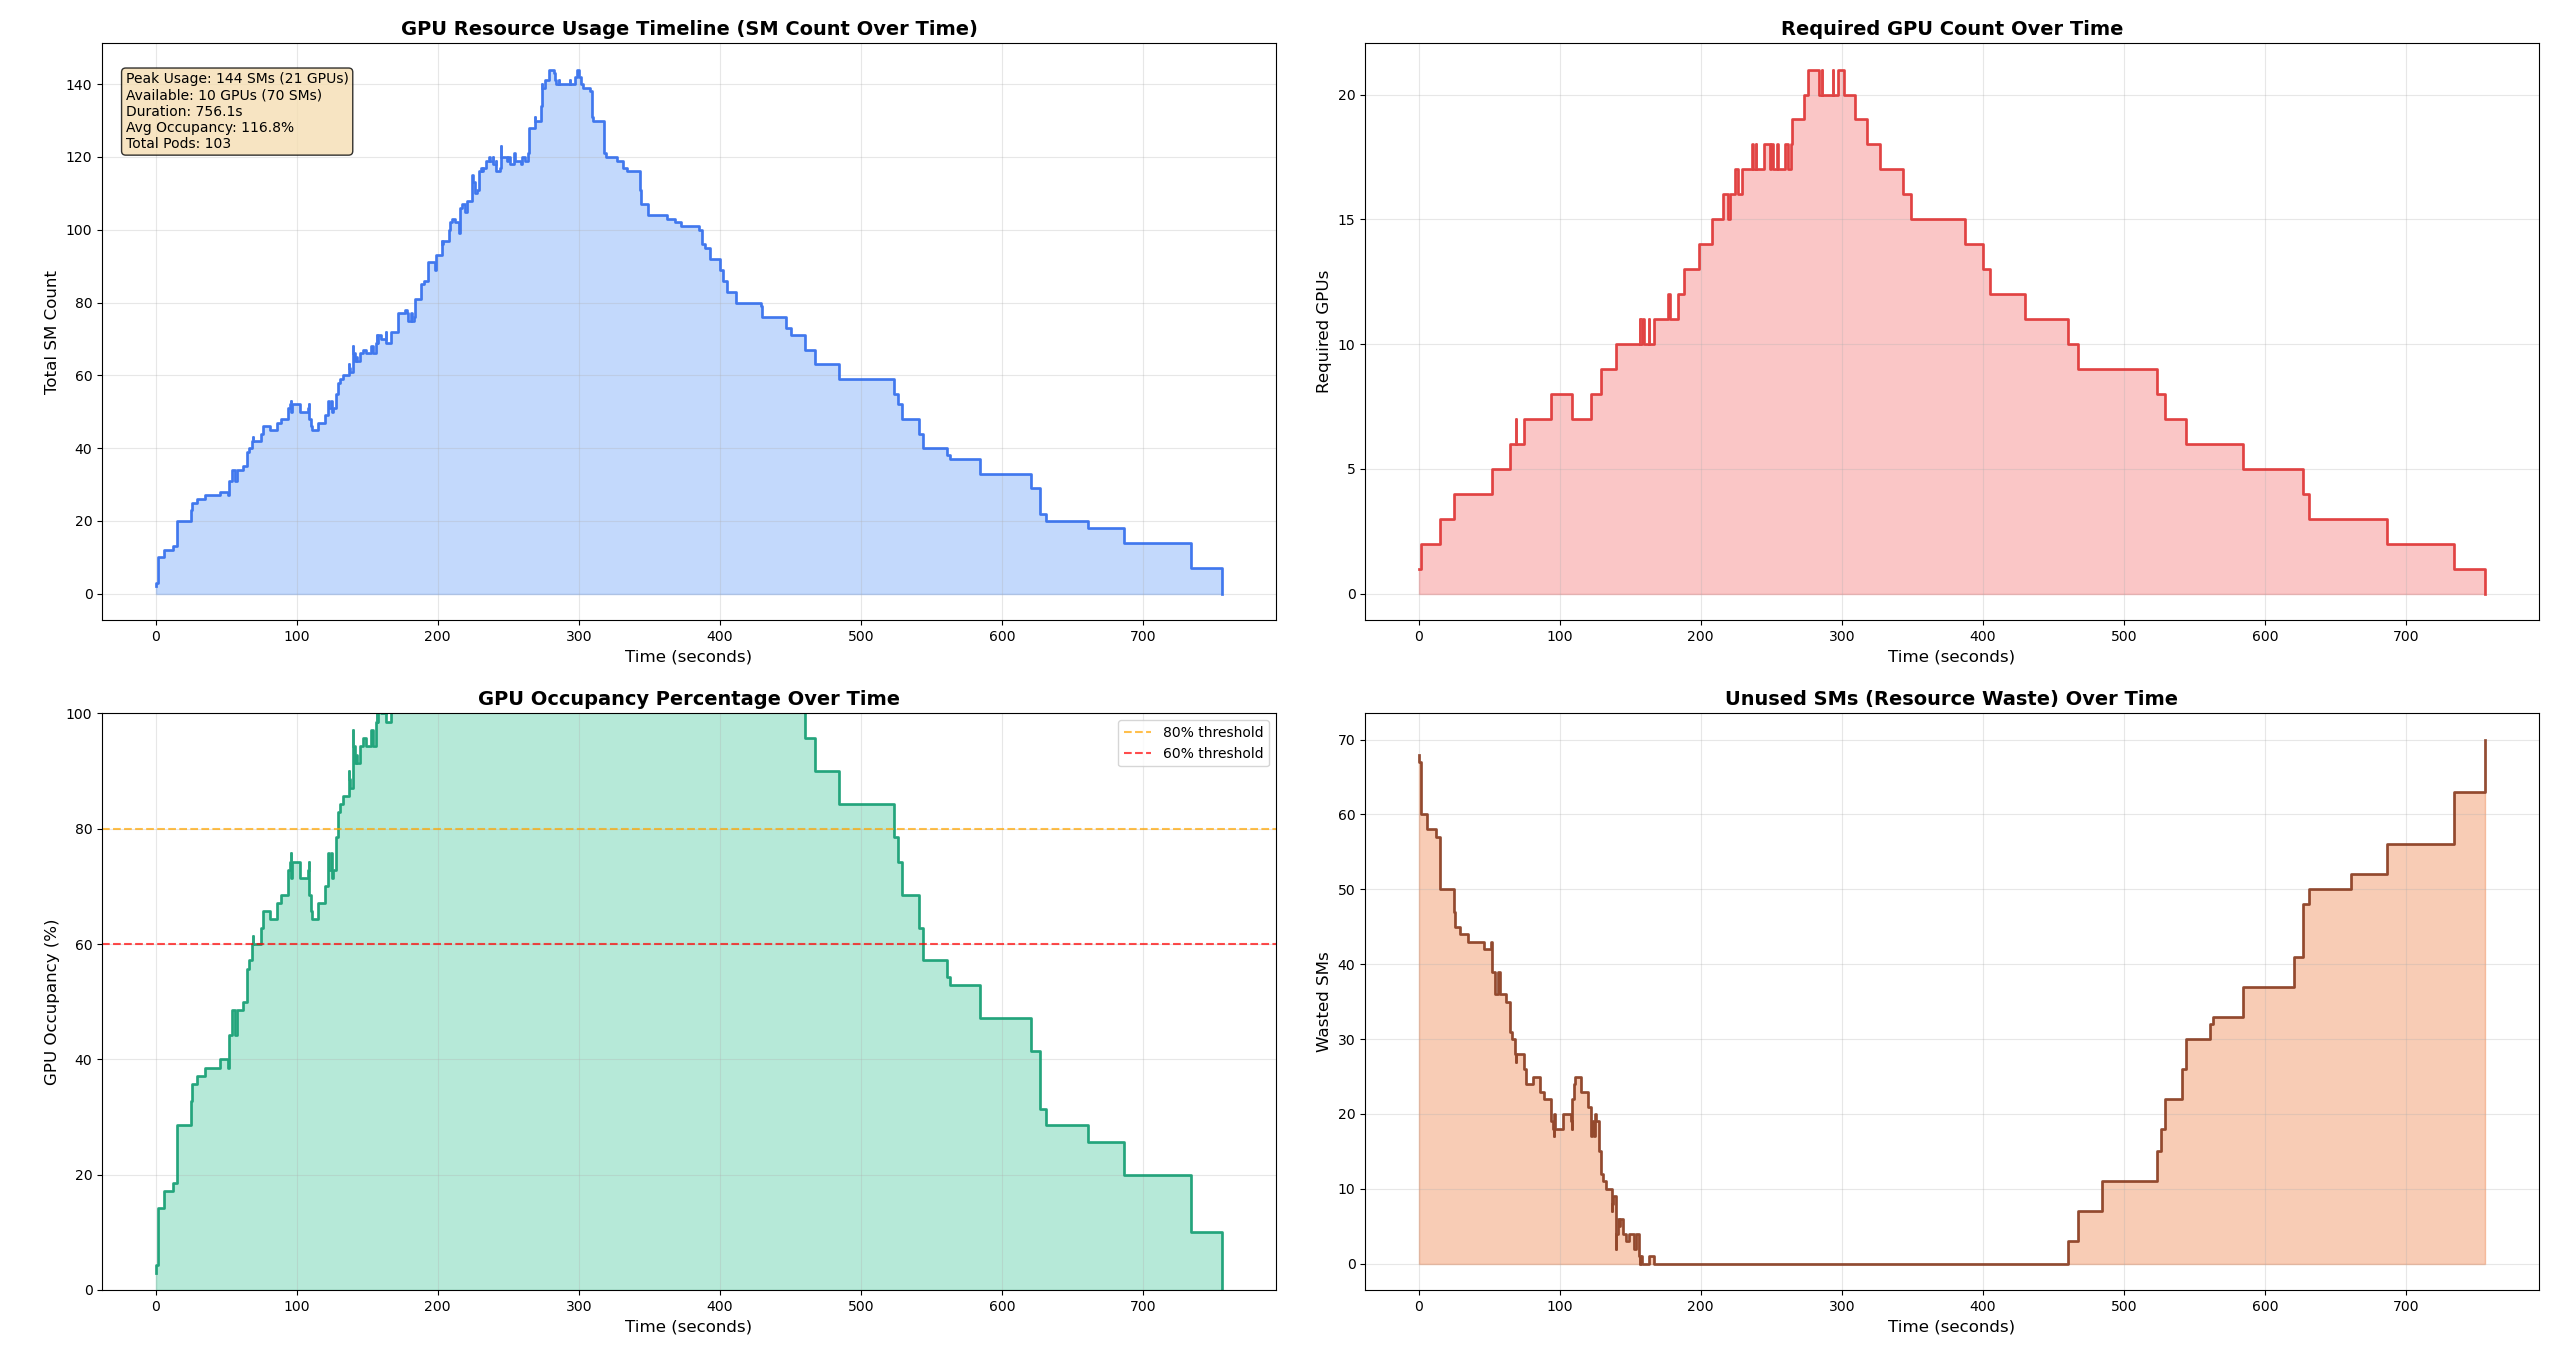 GPU Resource Usage Timeline (SM Count Over Time)
Peak Usage: 144 SMs (21 GPUs)
Available: 10 GPUs (70 SMs)
Duration: 756.1s
Avg Occupancy: 116.8%
Total Pods: 103
Total SM Count
140
120
100
80
60
40
20
0
0 100 200 300 400 500 600 700
Time (seconds)
Required GPU Count Over Time
Required GPUs
20
15
10
5
0
0 100 200 300 400 500 600 700
Time (seconds)
GPU Occupancy Percentage Over Time
80% threshold
60% threshold
GPU Occupancy (%)
100
80
60
40
20
0
0 100 200 300 400 500 600 700
Time (seconds)
Unused SMs (Resource Waste) Over Time
Wasted SMs
70
60
50
40
30
20
10
0
0 100 200 300 400 500 600 700
Time (seconds)